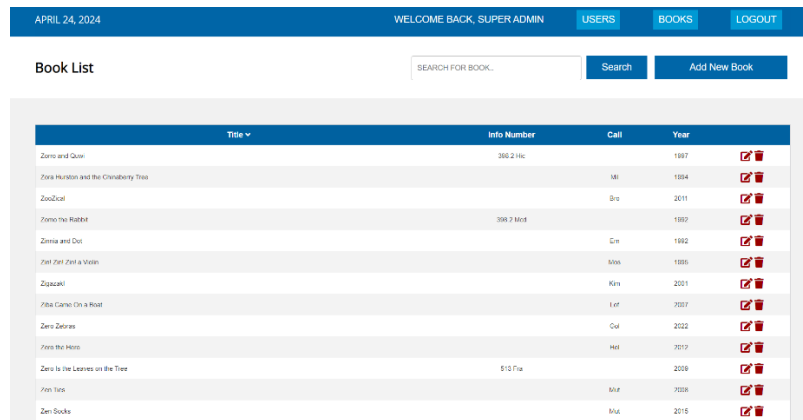 APRIL 24, 2024 WELCOME BACK, SUPER ADMIN USERS BOOKS LOGOUT
Book List SEARCH FOR BOOK.. Search Add New Book
Title Info Number Call Year
Zorro and Quwi 398.2 Hic 1997
Zora Hurston and the Chinaberry Tree Mil 1994
ZooZical Bro 2011
Zomo the Rabbit 398.2 Mcd 1992
Zinnia and Dot Ern 1992
Zin! Zin! Zin! a Violin Mos 1995
Zigazak! Kim 2001
Ziba Came On a Boat Lof 2007
Zero Zebras Gol 2022
Zero the Hero Hol 2012
Zero Is the Leaves on the Tree 513 Fra 2009
Zen Ties Mut 2008
Zen Socks Mut 2015